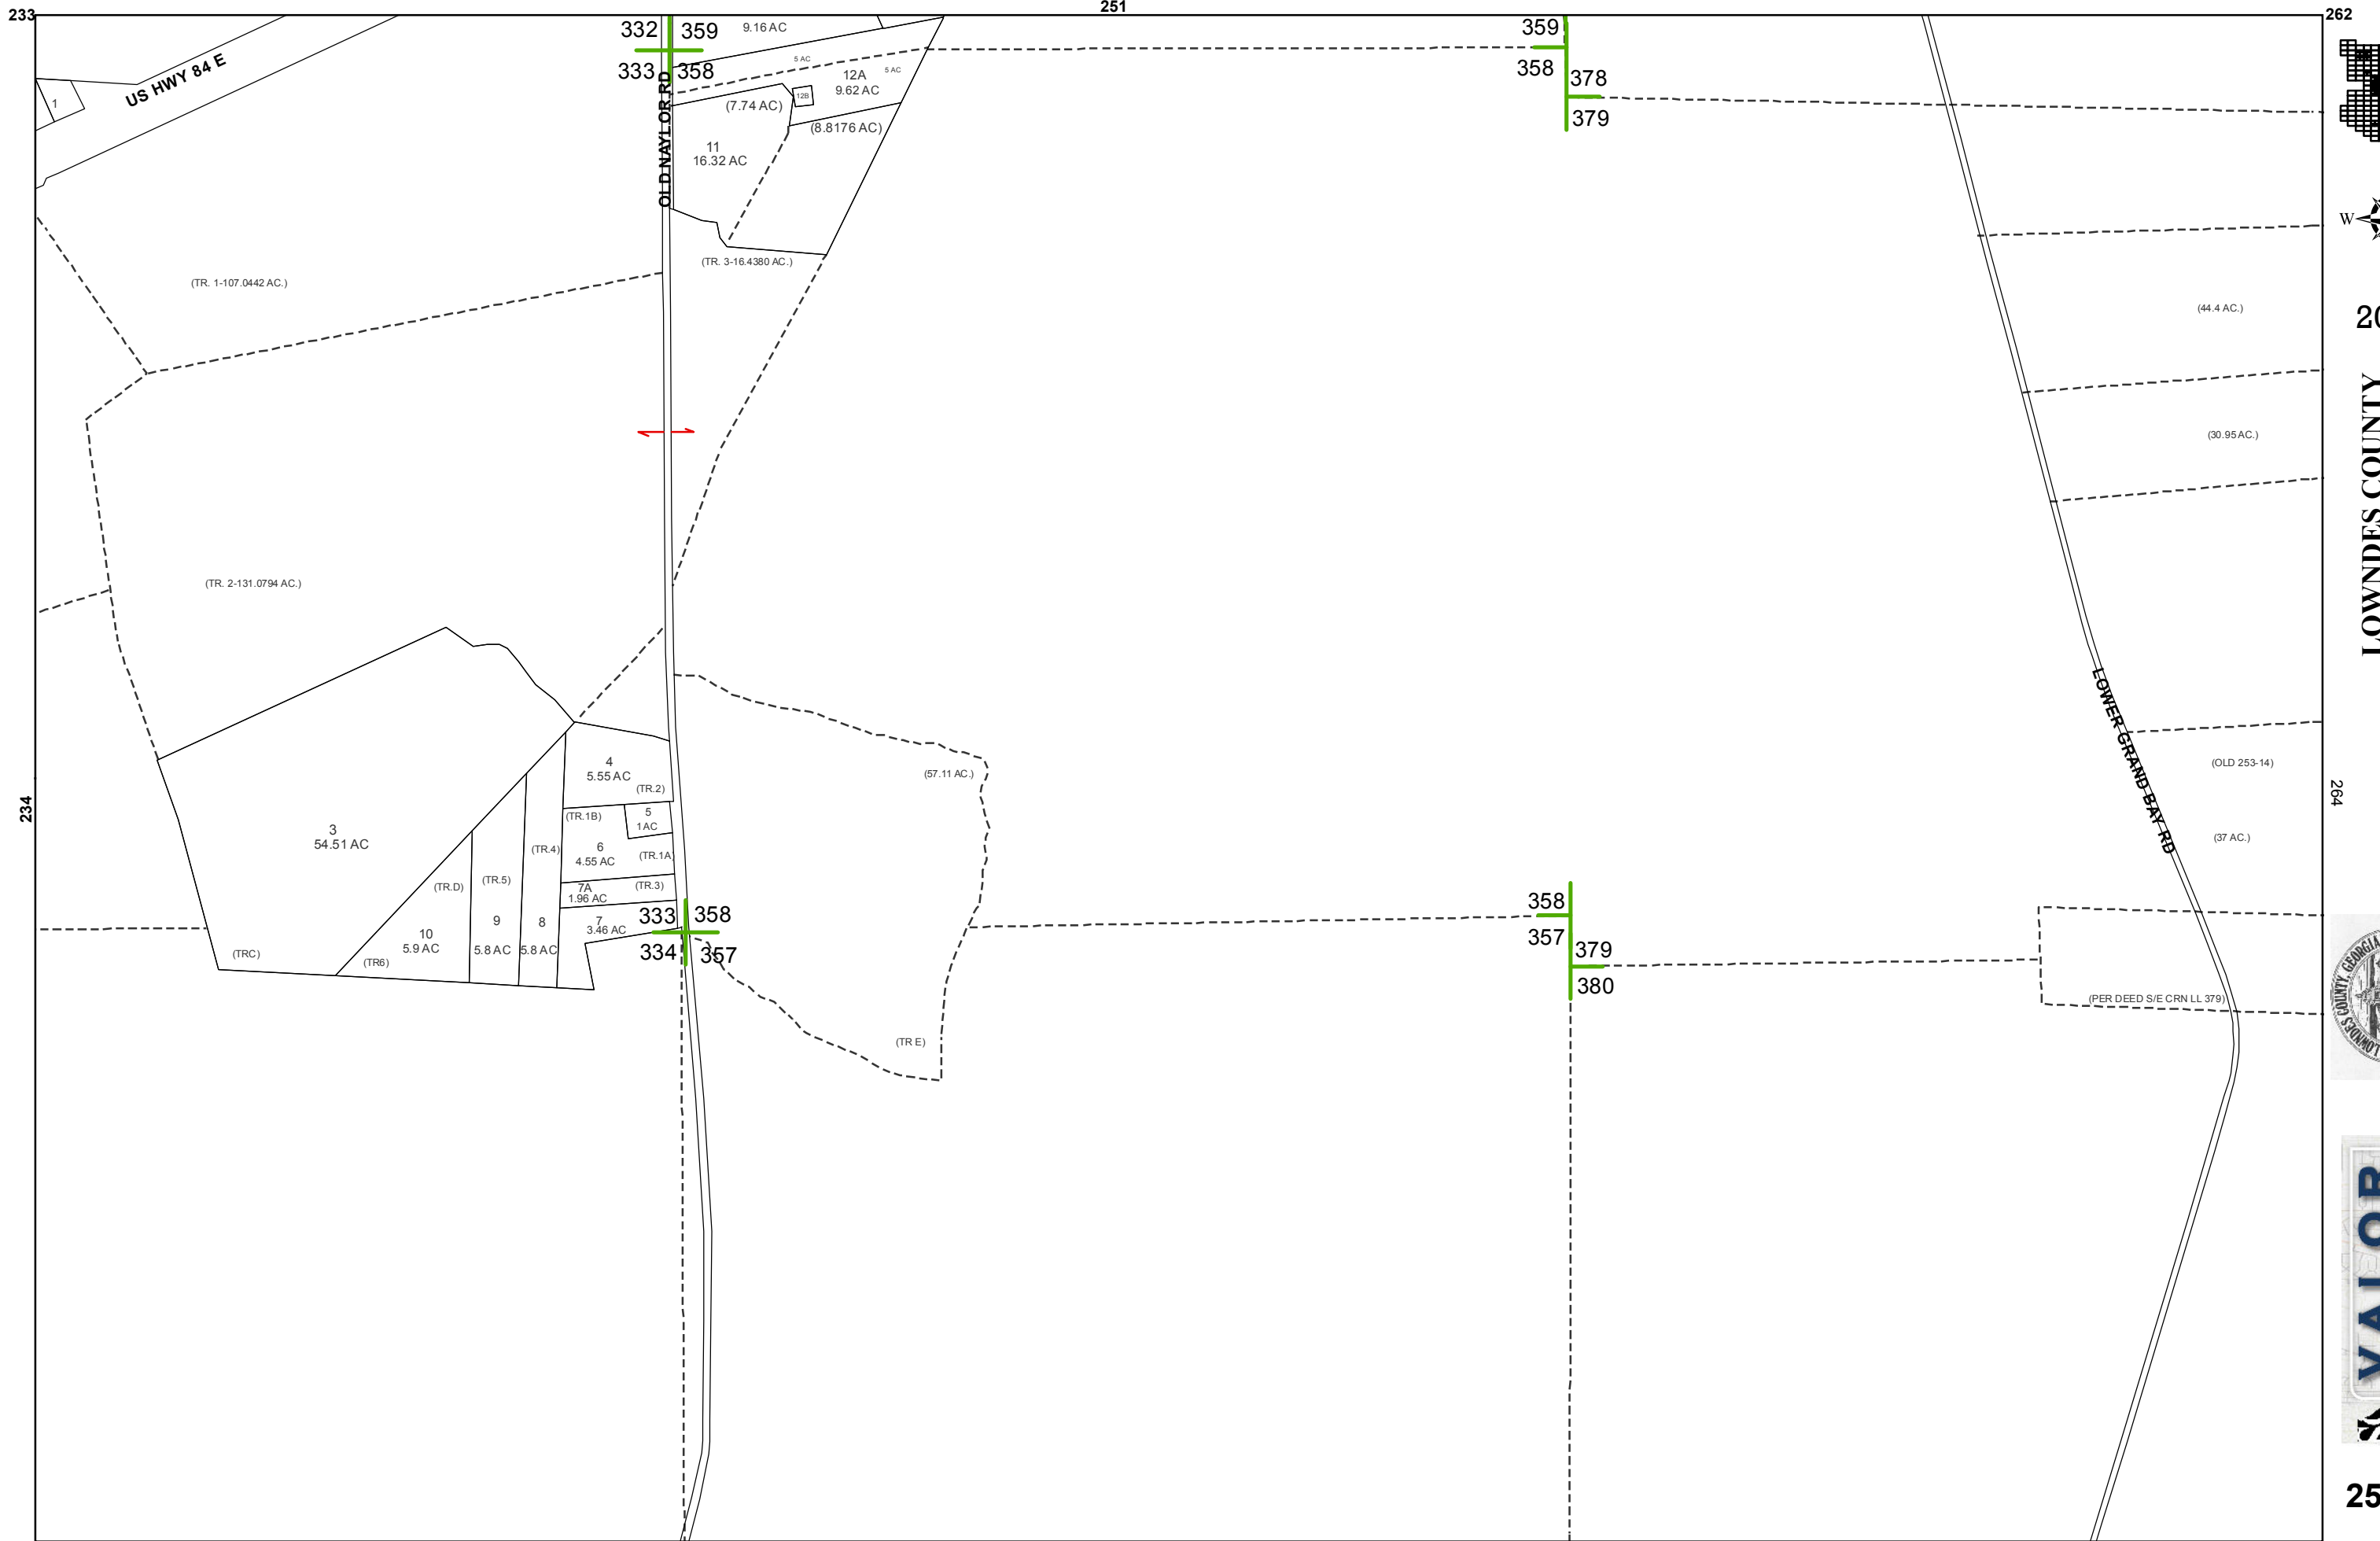 233
251
262
US HWY 84 E
1
332
359
333
358
9.16 AC
5 AC
5 AC
12A
9.62 AC
12B
(7.74 AC)
(8.8176 AC)
11
16.32 AC
OLD NAYLOR RD
359
358
378
379
W
20
(TR. 1-107.0442 AC.)
(TR. 3-16.4380 AC.)
(44.4 AC.)
(30.95 AC.)
LOWNDES COUNTY
(TR. 2-131.0794 AC.)
LOWER GRAND BAY RD
4
5.55 AC
(TR.2)
(57.11 AC.)
(OLD 253-14)
264
234
(TR.1B)
5
1 AC
3
54.51 AC
(TR.4)
6
4.55 AC
(TR.1A)
(37 AC.)
(TR.D)
(TR.5)
7A
1.96 AC
(TR.3)
9
5.8 AC
8
5.8 AC
7
3.46 AC
10
5.9 AC
(TRC)
(TR6)
333
358
334
357
358
357
379
380
(PER DEED S/E CRN LL 379)
LOWNDES COUNTY, GEORGIA
(TR E)
VALOR
25